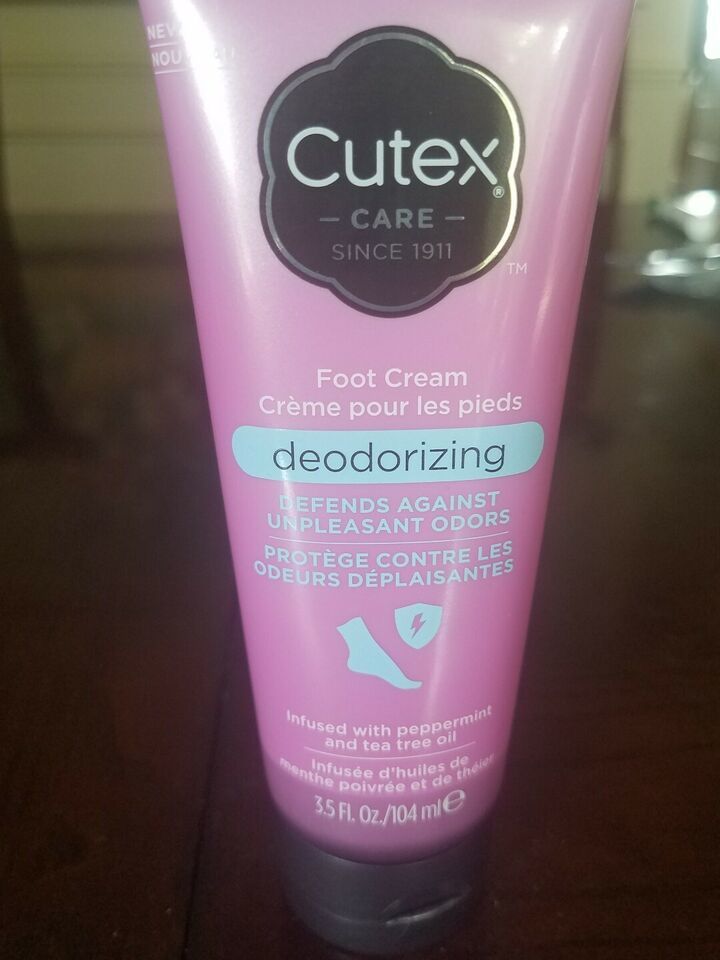 Cutex®
CARE
SINCE 1911
™
Foot Cream
Crème pour les pieds
deodorizing
DEFENDS AGAINST
UNPLEASANT ODORS
PROTÈGE CONTRE LES
ODEURS DÉPLAISANTES
Infused with peppermint
and tea tree oil
Infusée d'huiles de
menthe poivrée et de théier
3.5 Fl. Oz./104 ml℮